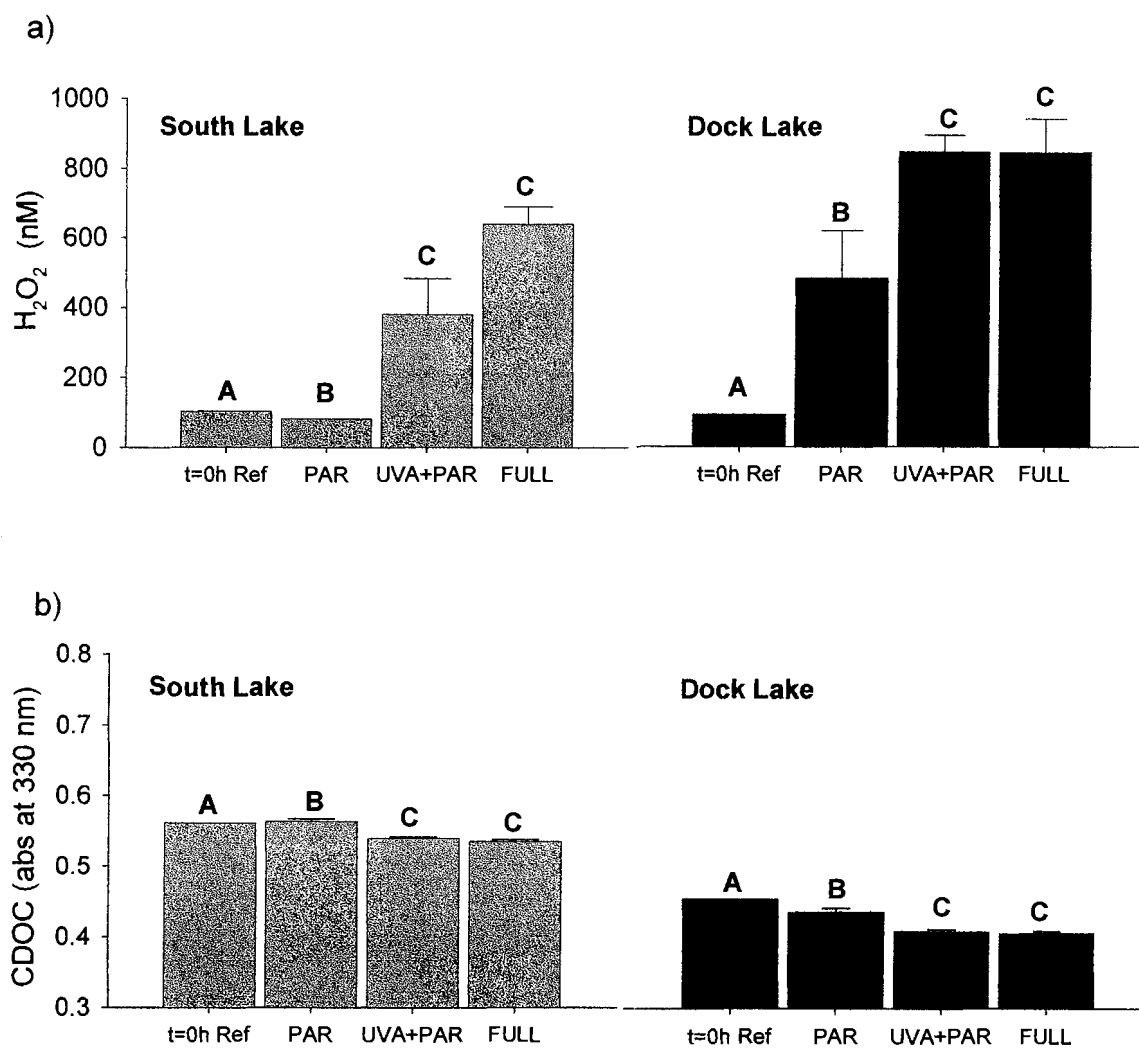 a)
1000
800
600
400
200
0
H₂O₂ (nM)
South Lake
Dock Lake
A
B
C
C
A
B
C
C
t=0h Ref PAR UVA+PAR FULL
t=0h Ref PAR UVA+PAR FULL
b)
0.8
0.7
0.6
0.5
0.4
0.3
CDOC (abs at 330 nm)
South Lake
Dock Lake
A
B
C
C
A
B
C
C
t=0h Ref PAR UVA+PAR FULL
t=0h Ref PAR UVA+PAR FULL